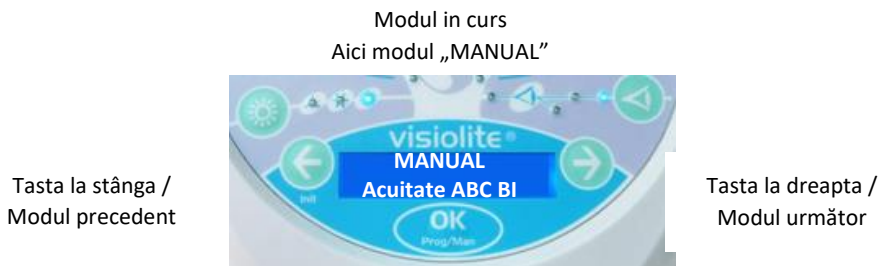 Modul in curs
Aici modul „MANUAL”
visiolite®
MANUAL
Acuitate ABC BI
Init
OK
Prog/Man
Tasta la stânga /
Modul precedent
Tasta la dreapta /
Modul următor